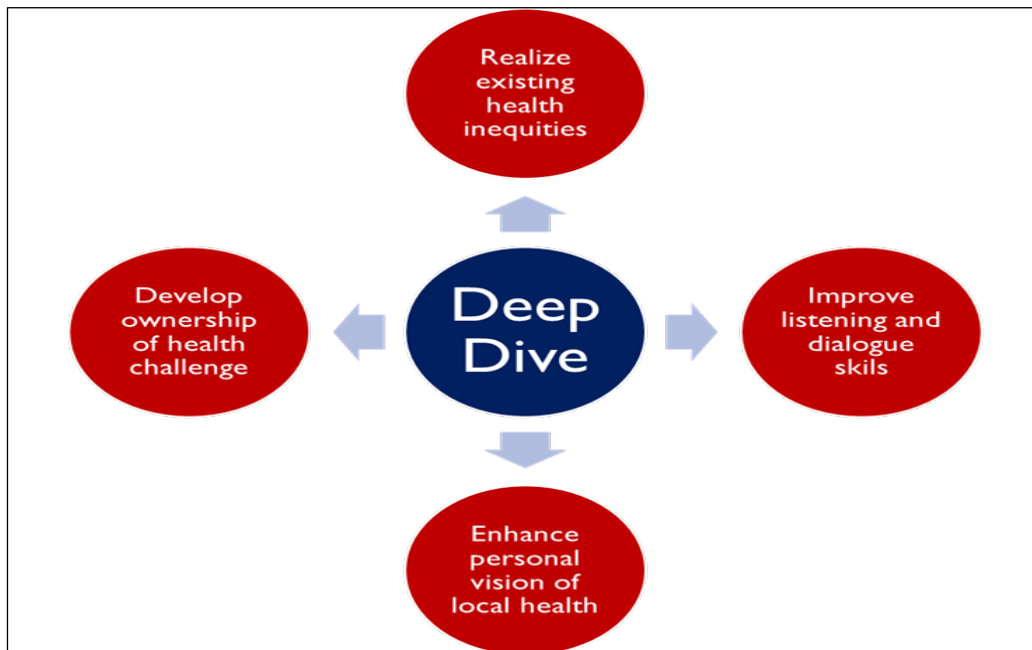 Realize
existing
health
inequities
Develop
ownership
of health
challenge
Deep
Dive
Improve
listening and
dialogue
skils
Enhance
personal
vision of
local health